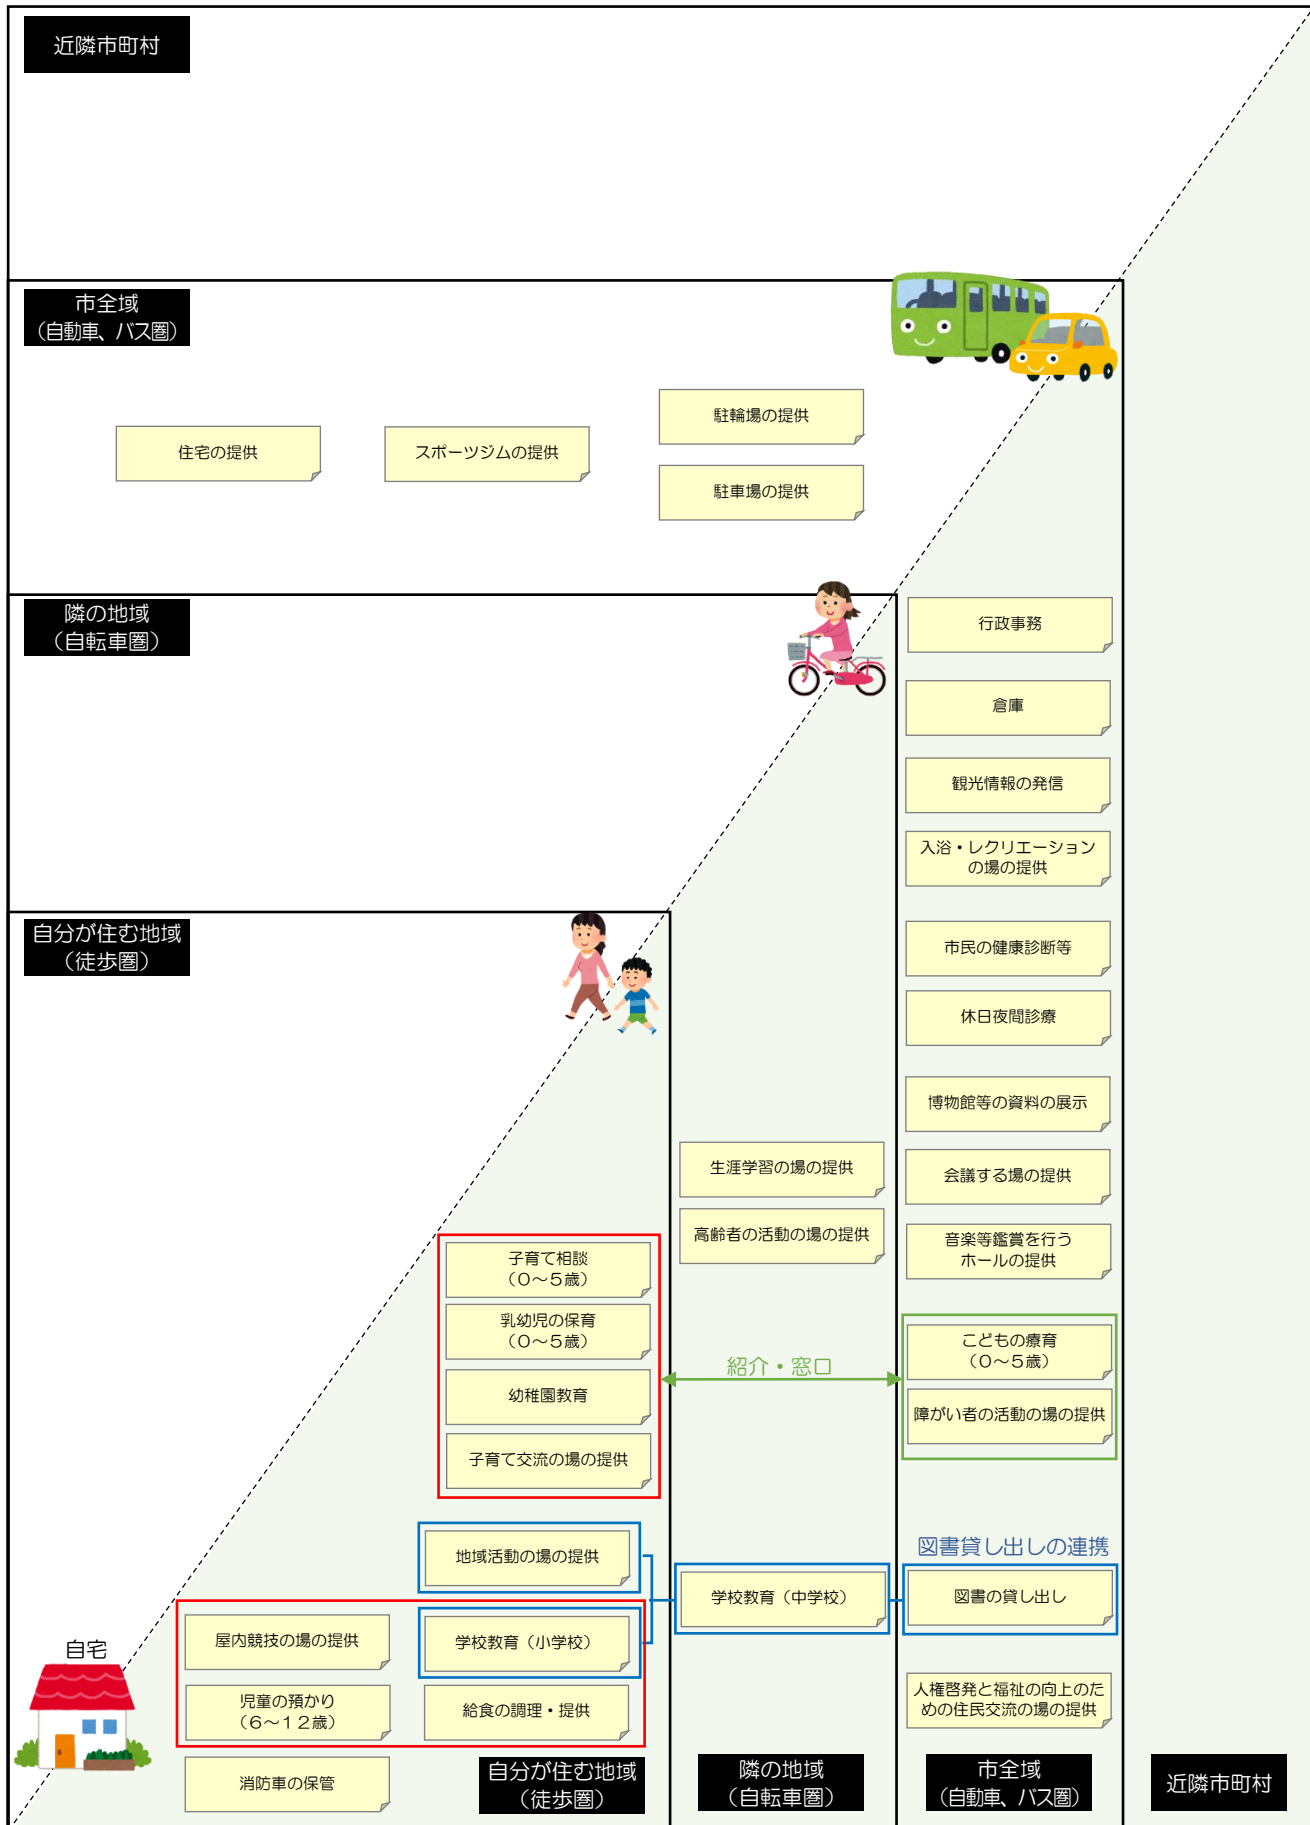 近隣市町村
市全域
（自動車、バス圏）
駐輪場の提供
住宅の提供
スポーツジムの提供
駐車場の提供
隣の地域
（自転車圏）
行政事務
倉庫
観光情報の発信
入浴・レクリエーション
の場の提供
自分が住む地域
（徒歩圏）
市民の健康診断等
休日夜間診療
博物館等の資料の展示
生涯学習の場の提供
会議する場の提供
高齢者の活動の場の提供
音楽等鑑賞を行う
ホールの提供
子育て相談
（０～５歳）
乳幼児の保育
（０～５歳）
幼稚園教育
子育て交流の場の提供
紹介・窓口
こどもの療育
（０～５歳）
障がい者の活動の場の提供
地域活動の場の提供
図書貸し出しの連携
学校教育（中学校）
図書の貸し出し
自宅
屋内競技の場の提供
学校教育（小学校）
児童の預かり
（６～１２歳）
給食の調理・提供
人権啓発と福祉の向上のた
めの住民交流の場の提供
消防車の保管
自分が住む地域
（徒歩圏）
隣の地域
（自転車圏）
市全域
（自動車、バス圏）
近隣市町村